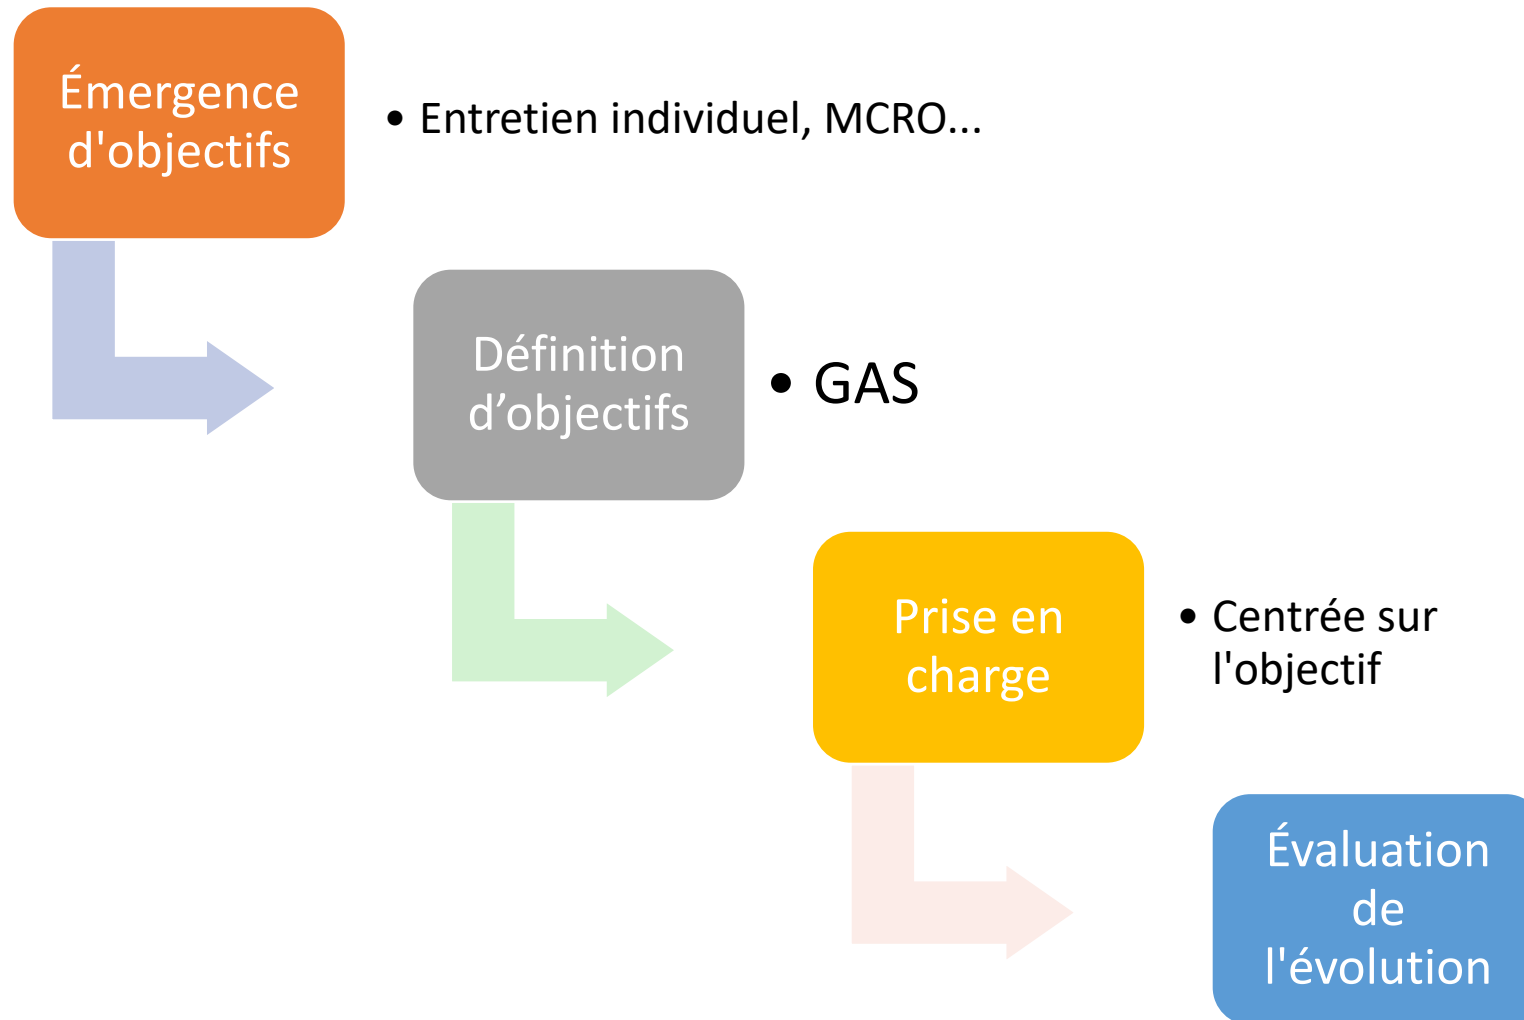 Émergence
d'objectifs
• Entretien individuel, MCRO...
Définition
d’objectifs
• GAS
Prise en
charge
• Centrée sur
l'objectif
Évaluation
de
l'évolution